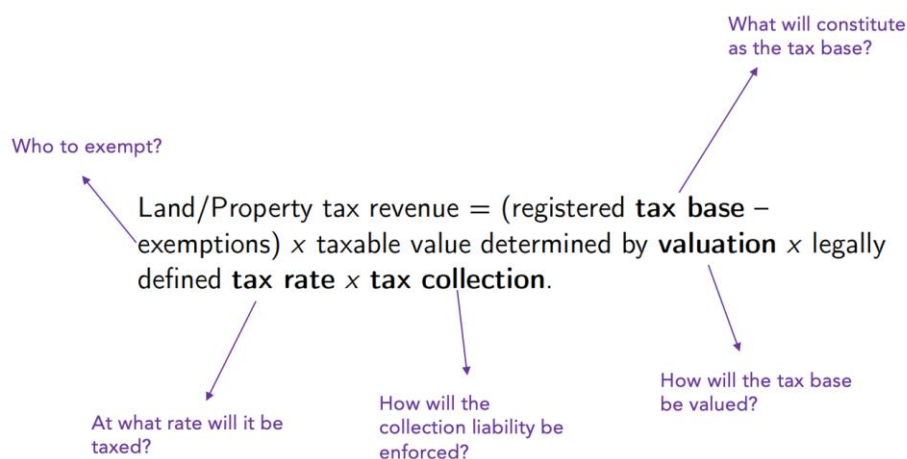 What will constitute
as the tax base?
Who to exempt?
Land/Property tax revenue = (registered tax base –
exemptions) x taxable value determined by valuation x legally
defined tax rate x tax collection.
At what rate will it be
taxed?
How will the
collection liability be
enforced?
How will the tax base
be valued?